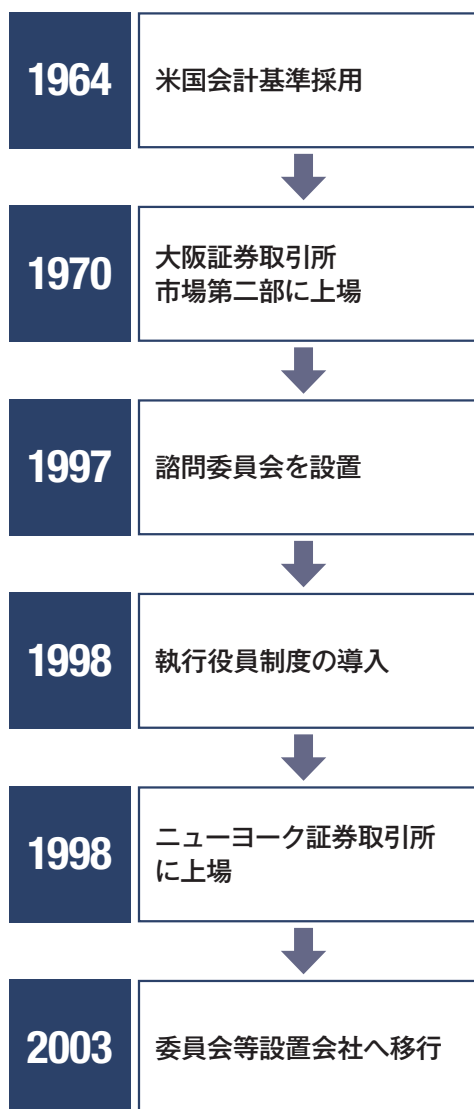 1964
米国会計基準採用
1970
大阪証券取引所
市場第二部に上場
1997
諮問委員会を設置
1998
執行役員制度の導入
1998
ニューヨーク証券取引所
に上場
2003
委員会等設置会社へ移行